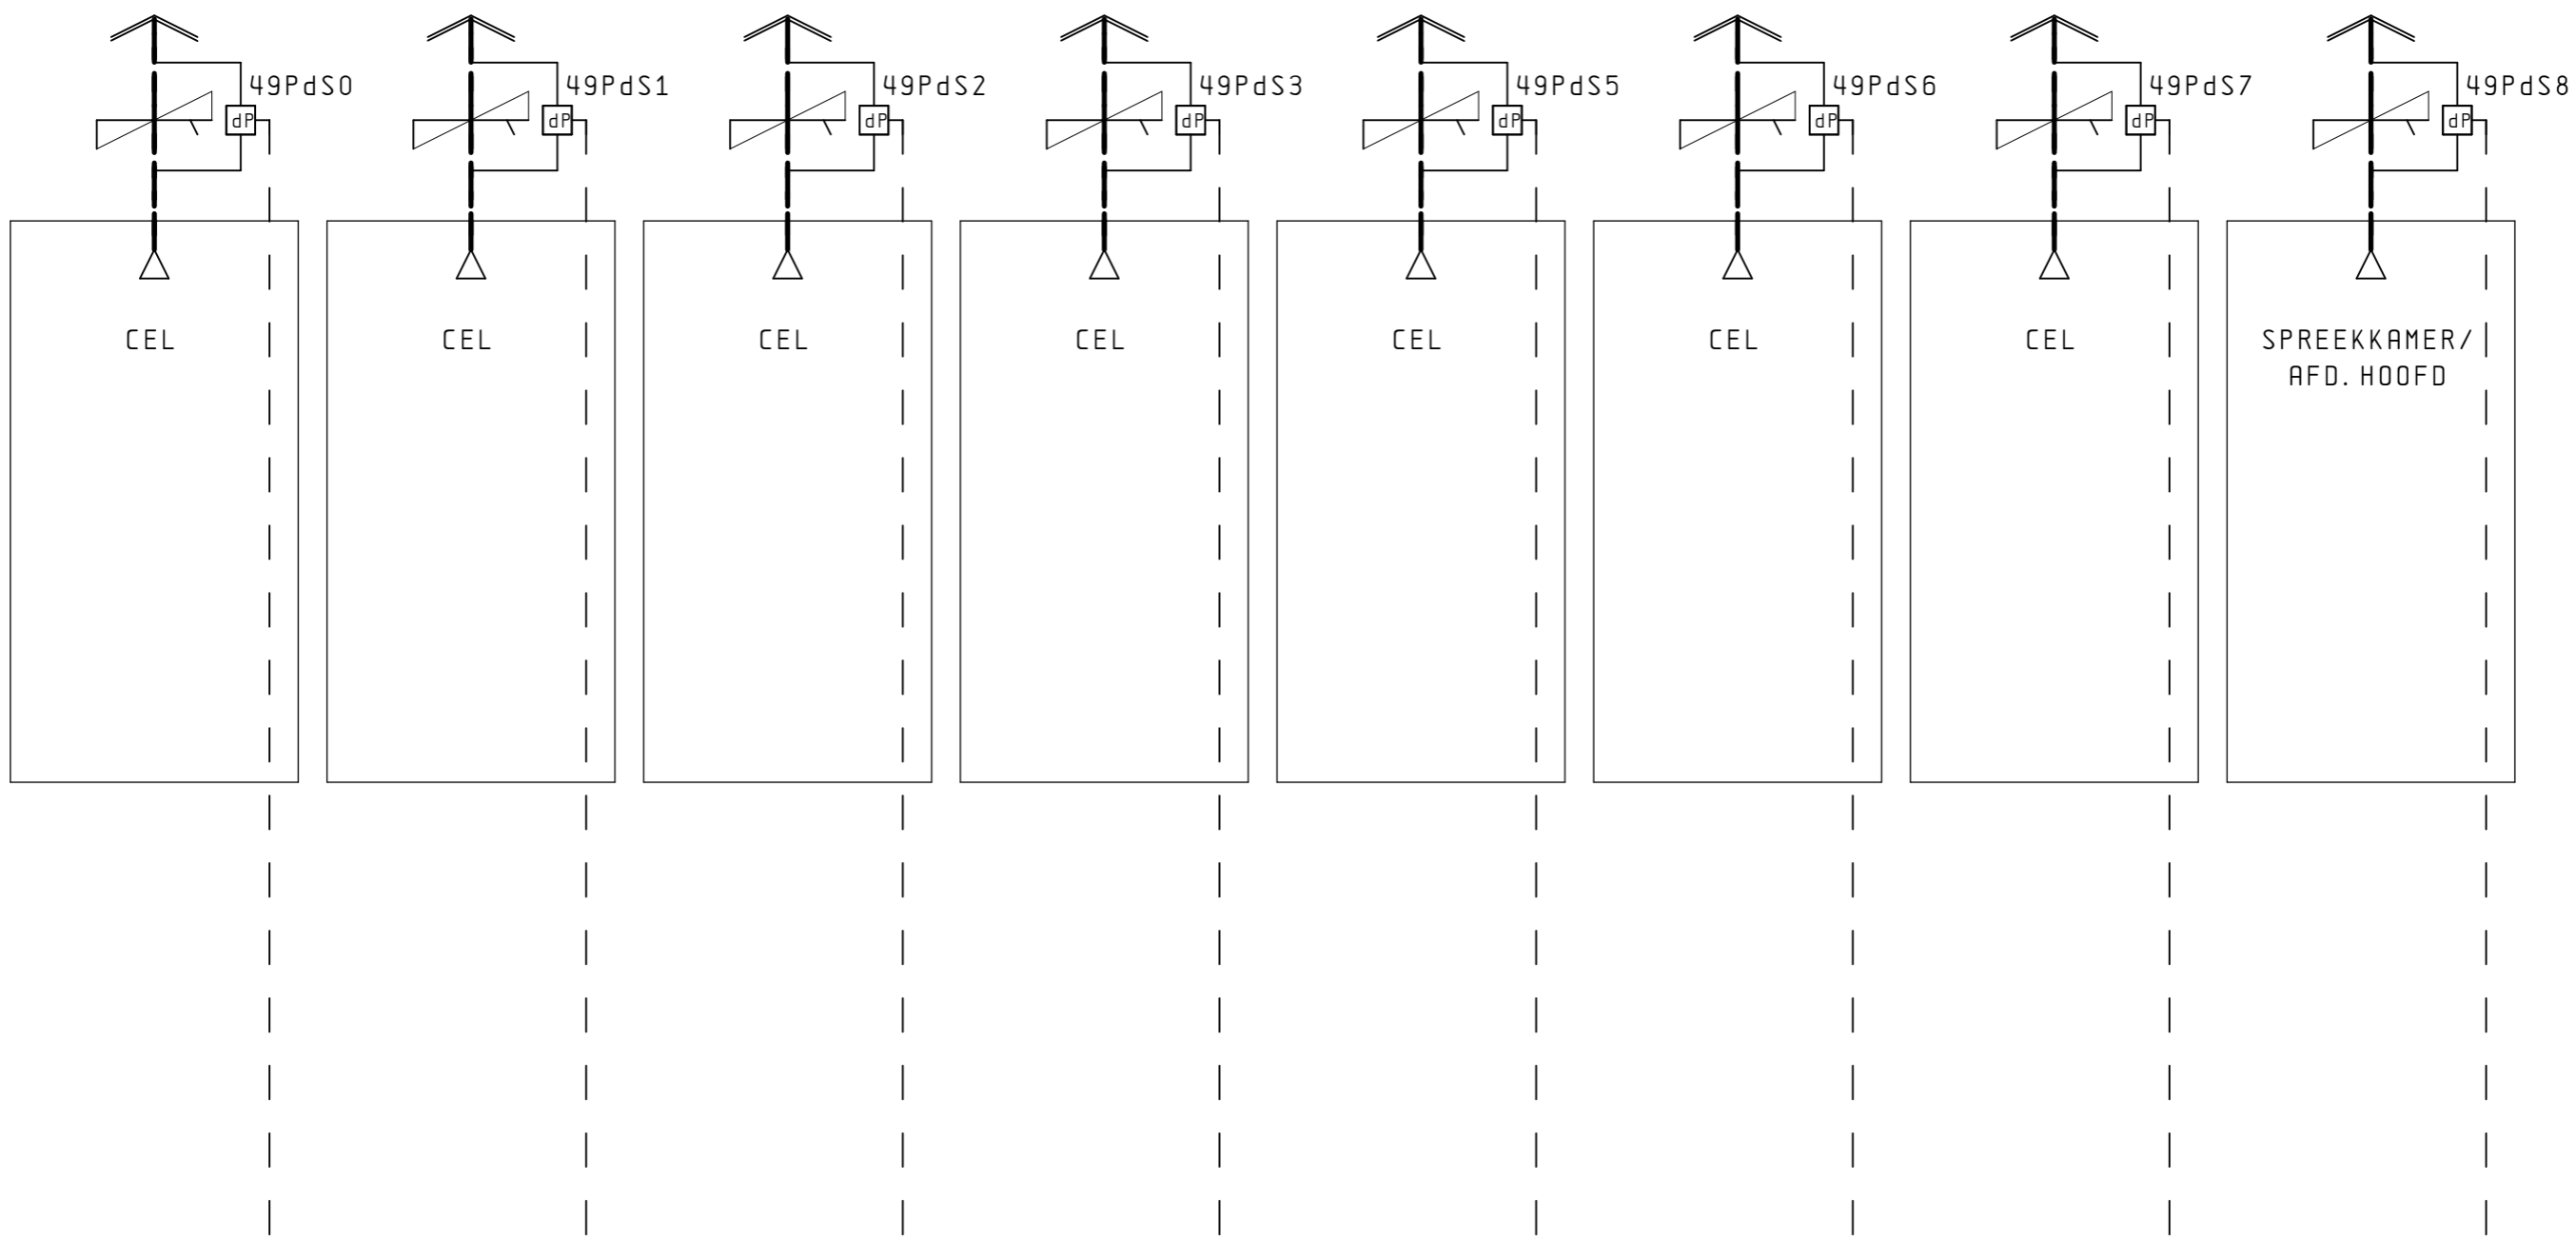 49PdS0 49PdS1 49PdS2 49PdS3 49PdS5 49PdS6 49PdS7 49PdS8
dP dP dP dP dP dP dP dP
CEL CEL CEL CEL CEL CEL CEL SPREEKKAMER/
AFD. HOOFD